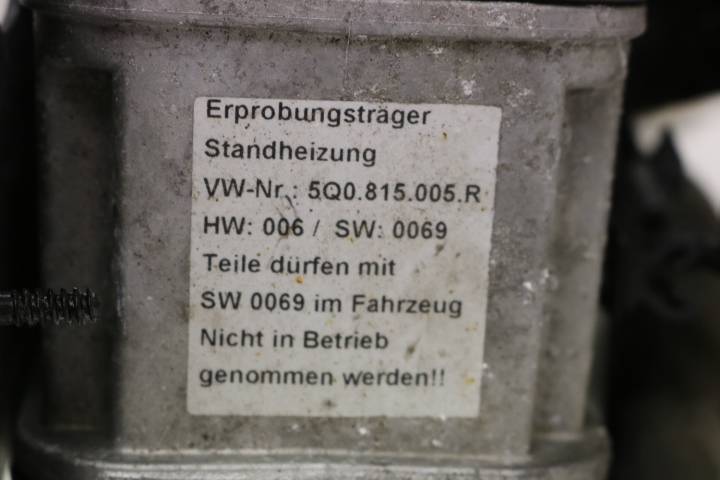 Erprobungsträger
Standheizung
VW-Nr.: 5Q0.815.005.R
HW: 006 / SW: 0069
Teile dürfen mit
SW 0069 im Fahrzeug
Nicht in Betrieb
genommen werden!!